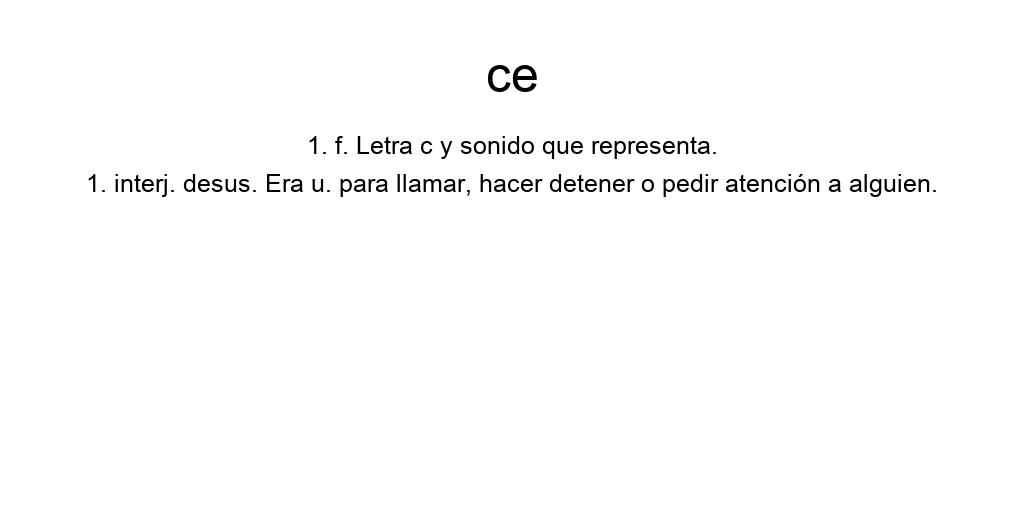 ce
1. f. Letra c y sonido que representa.
1. interj. desus. Era u. para llamar, hacer detener o pedir atención a alguien.